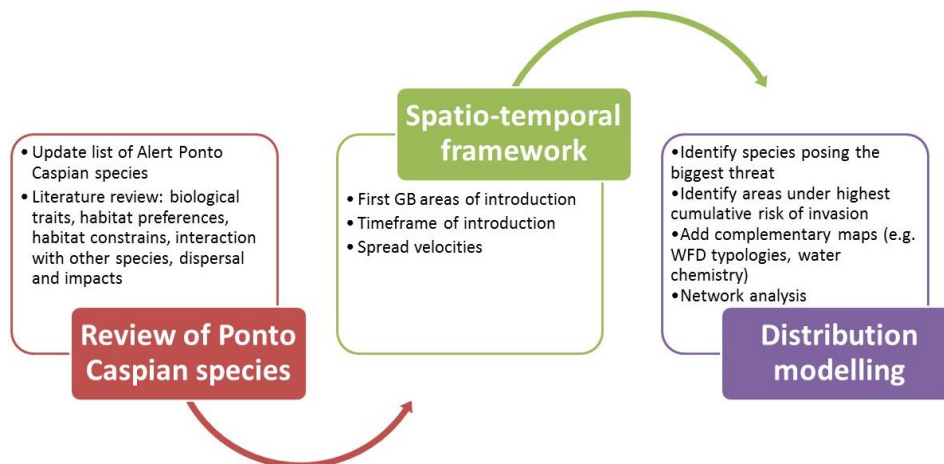 • Update list of Alert Ponto
Caspian species
• Literature review: biological
traits, habitat preferences,
habitat constrains, interaction
with other species, dispersal
and impacts
Review of Ponto
Caspian species
Spatio-temporal
framework
• First GB areas of introduction
• Timeframe of introduction
• Spread velocities
•Identify species posing the
biggest threat
•Identify areas under highest
cumulative risk of invasion
•Add complementary maps (e.g.
WFD typologies, water
chemistry)
•Network analysis
Distribution
modelling